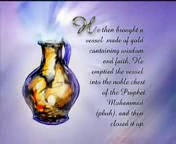 He then brought a
vessel made of gold
containing wisdom
and faith. He
emptied the vessel
into the noble chest
of the Prophet
Muhammad
(pbuh), and then
closed it up.